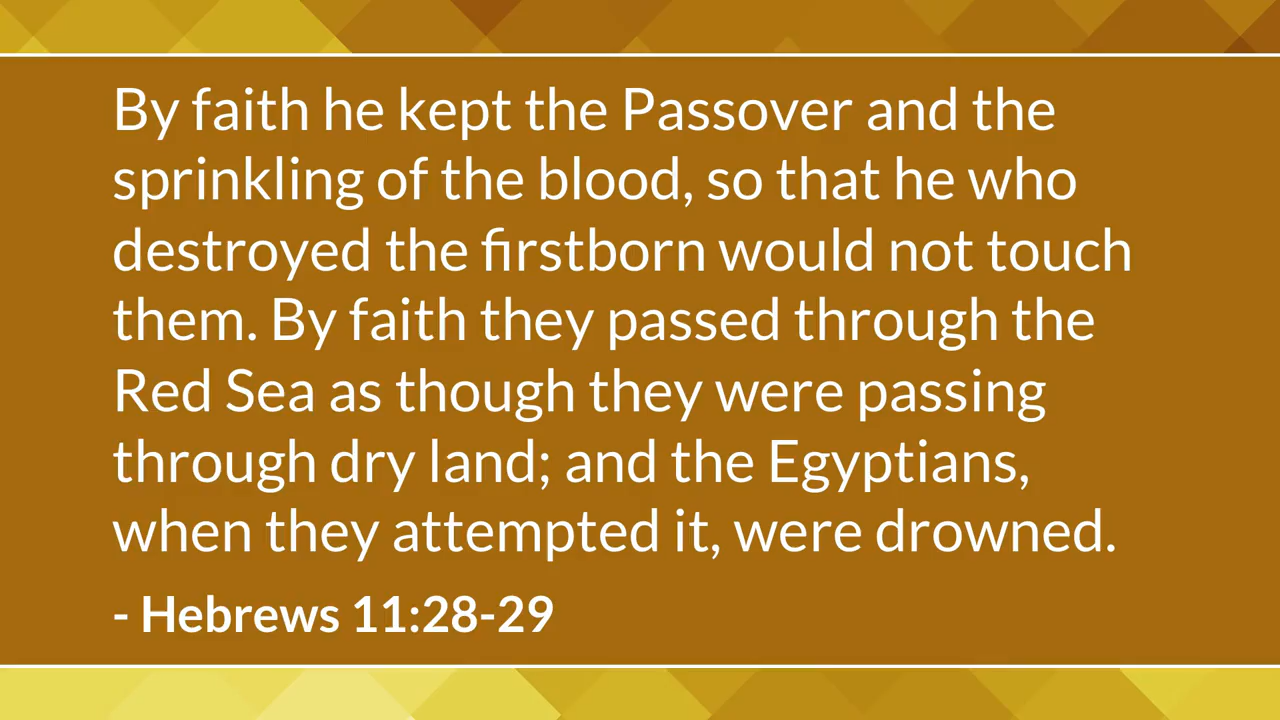 By faith he kept the Passover and the
sprinkling of the blood, so that he who
destroyed the firstborn would not touch
them. By faith they passed through the
Red Sea as though they were passing
through dry land; and the Egyptians,
when they attempted it, were drowned.
- Hebrews 11:28-29